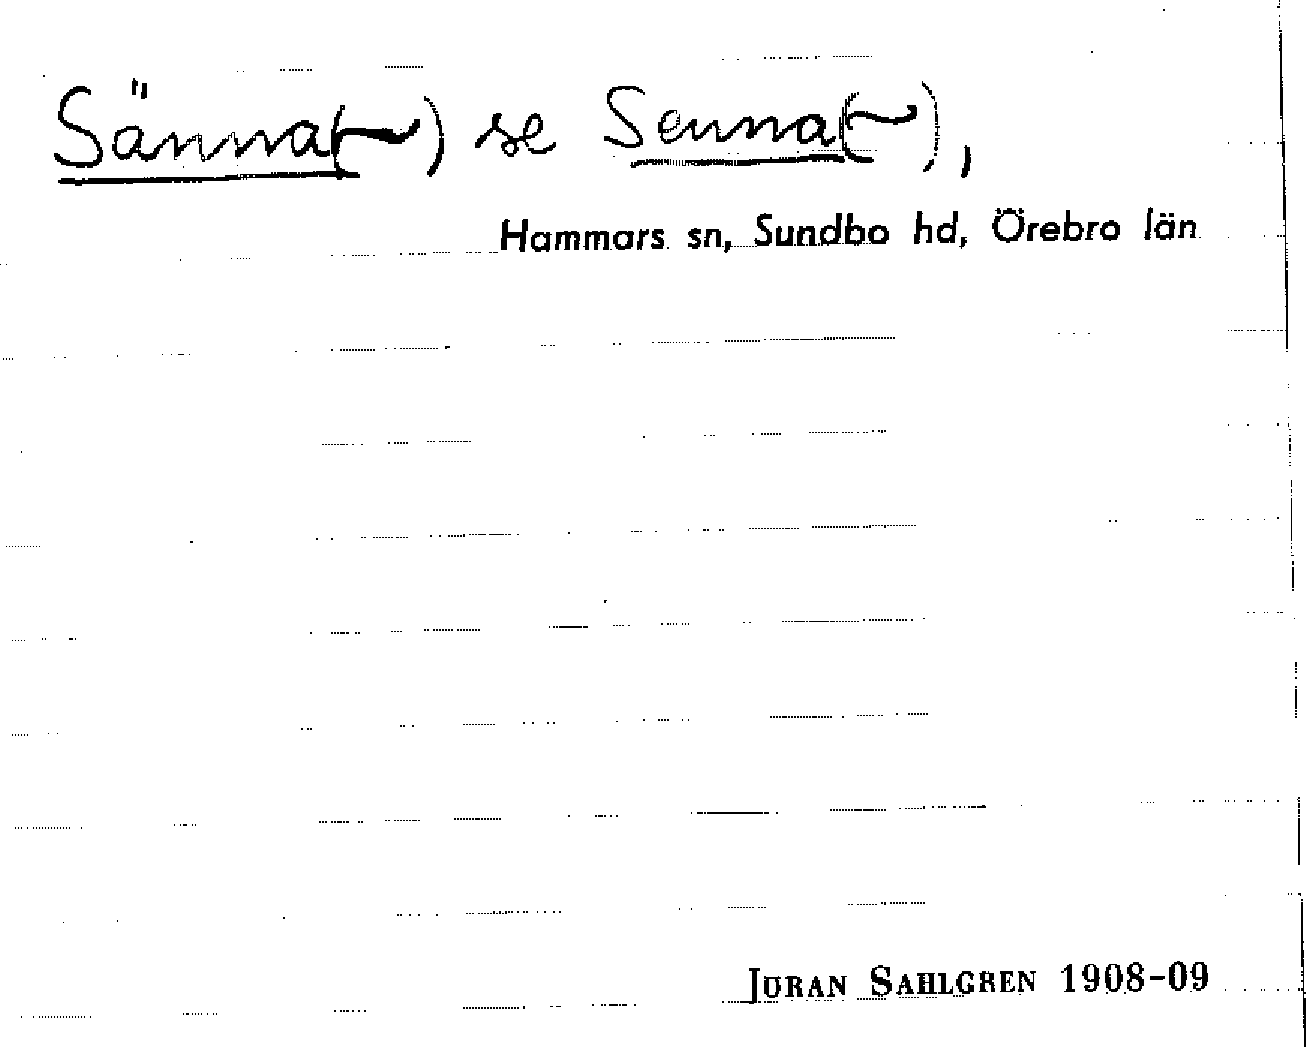 Sänna(~) se Senna(~),
Hammars sn, Sundbo hd, Örebro län
JÖRAN SAHLGREN 1908-09